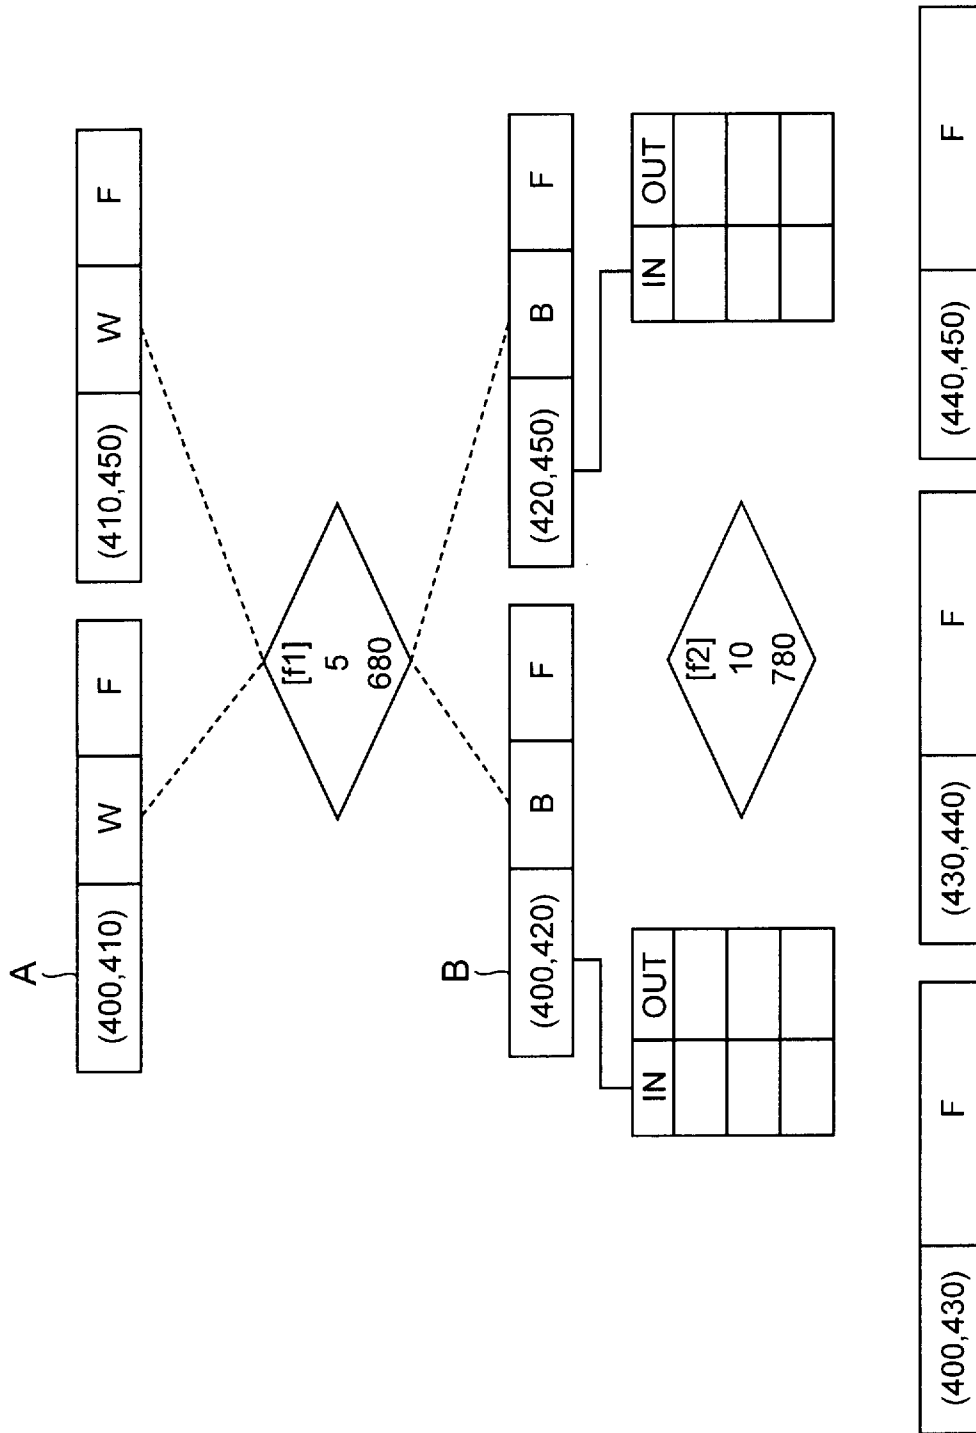 A
(400,410) W F
(410,450) W F
[f1]
5
680
B
(400,420) B F
(420,450) B F
IN OUT
IN OUT
[f2]
10
780
(400,430) F
(430,440) F
(440,450) F